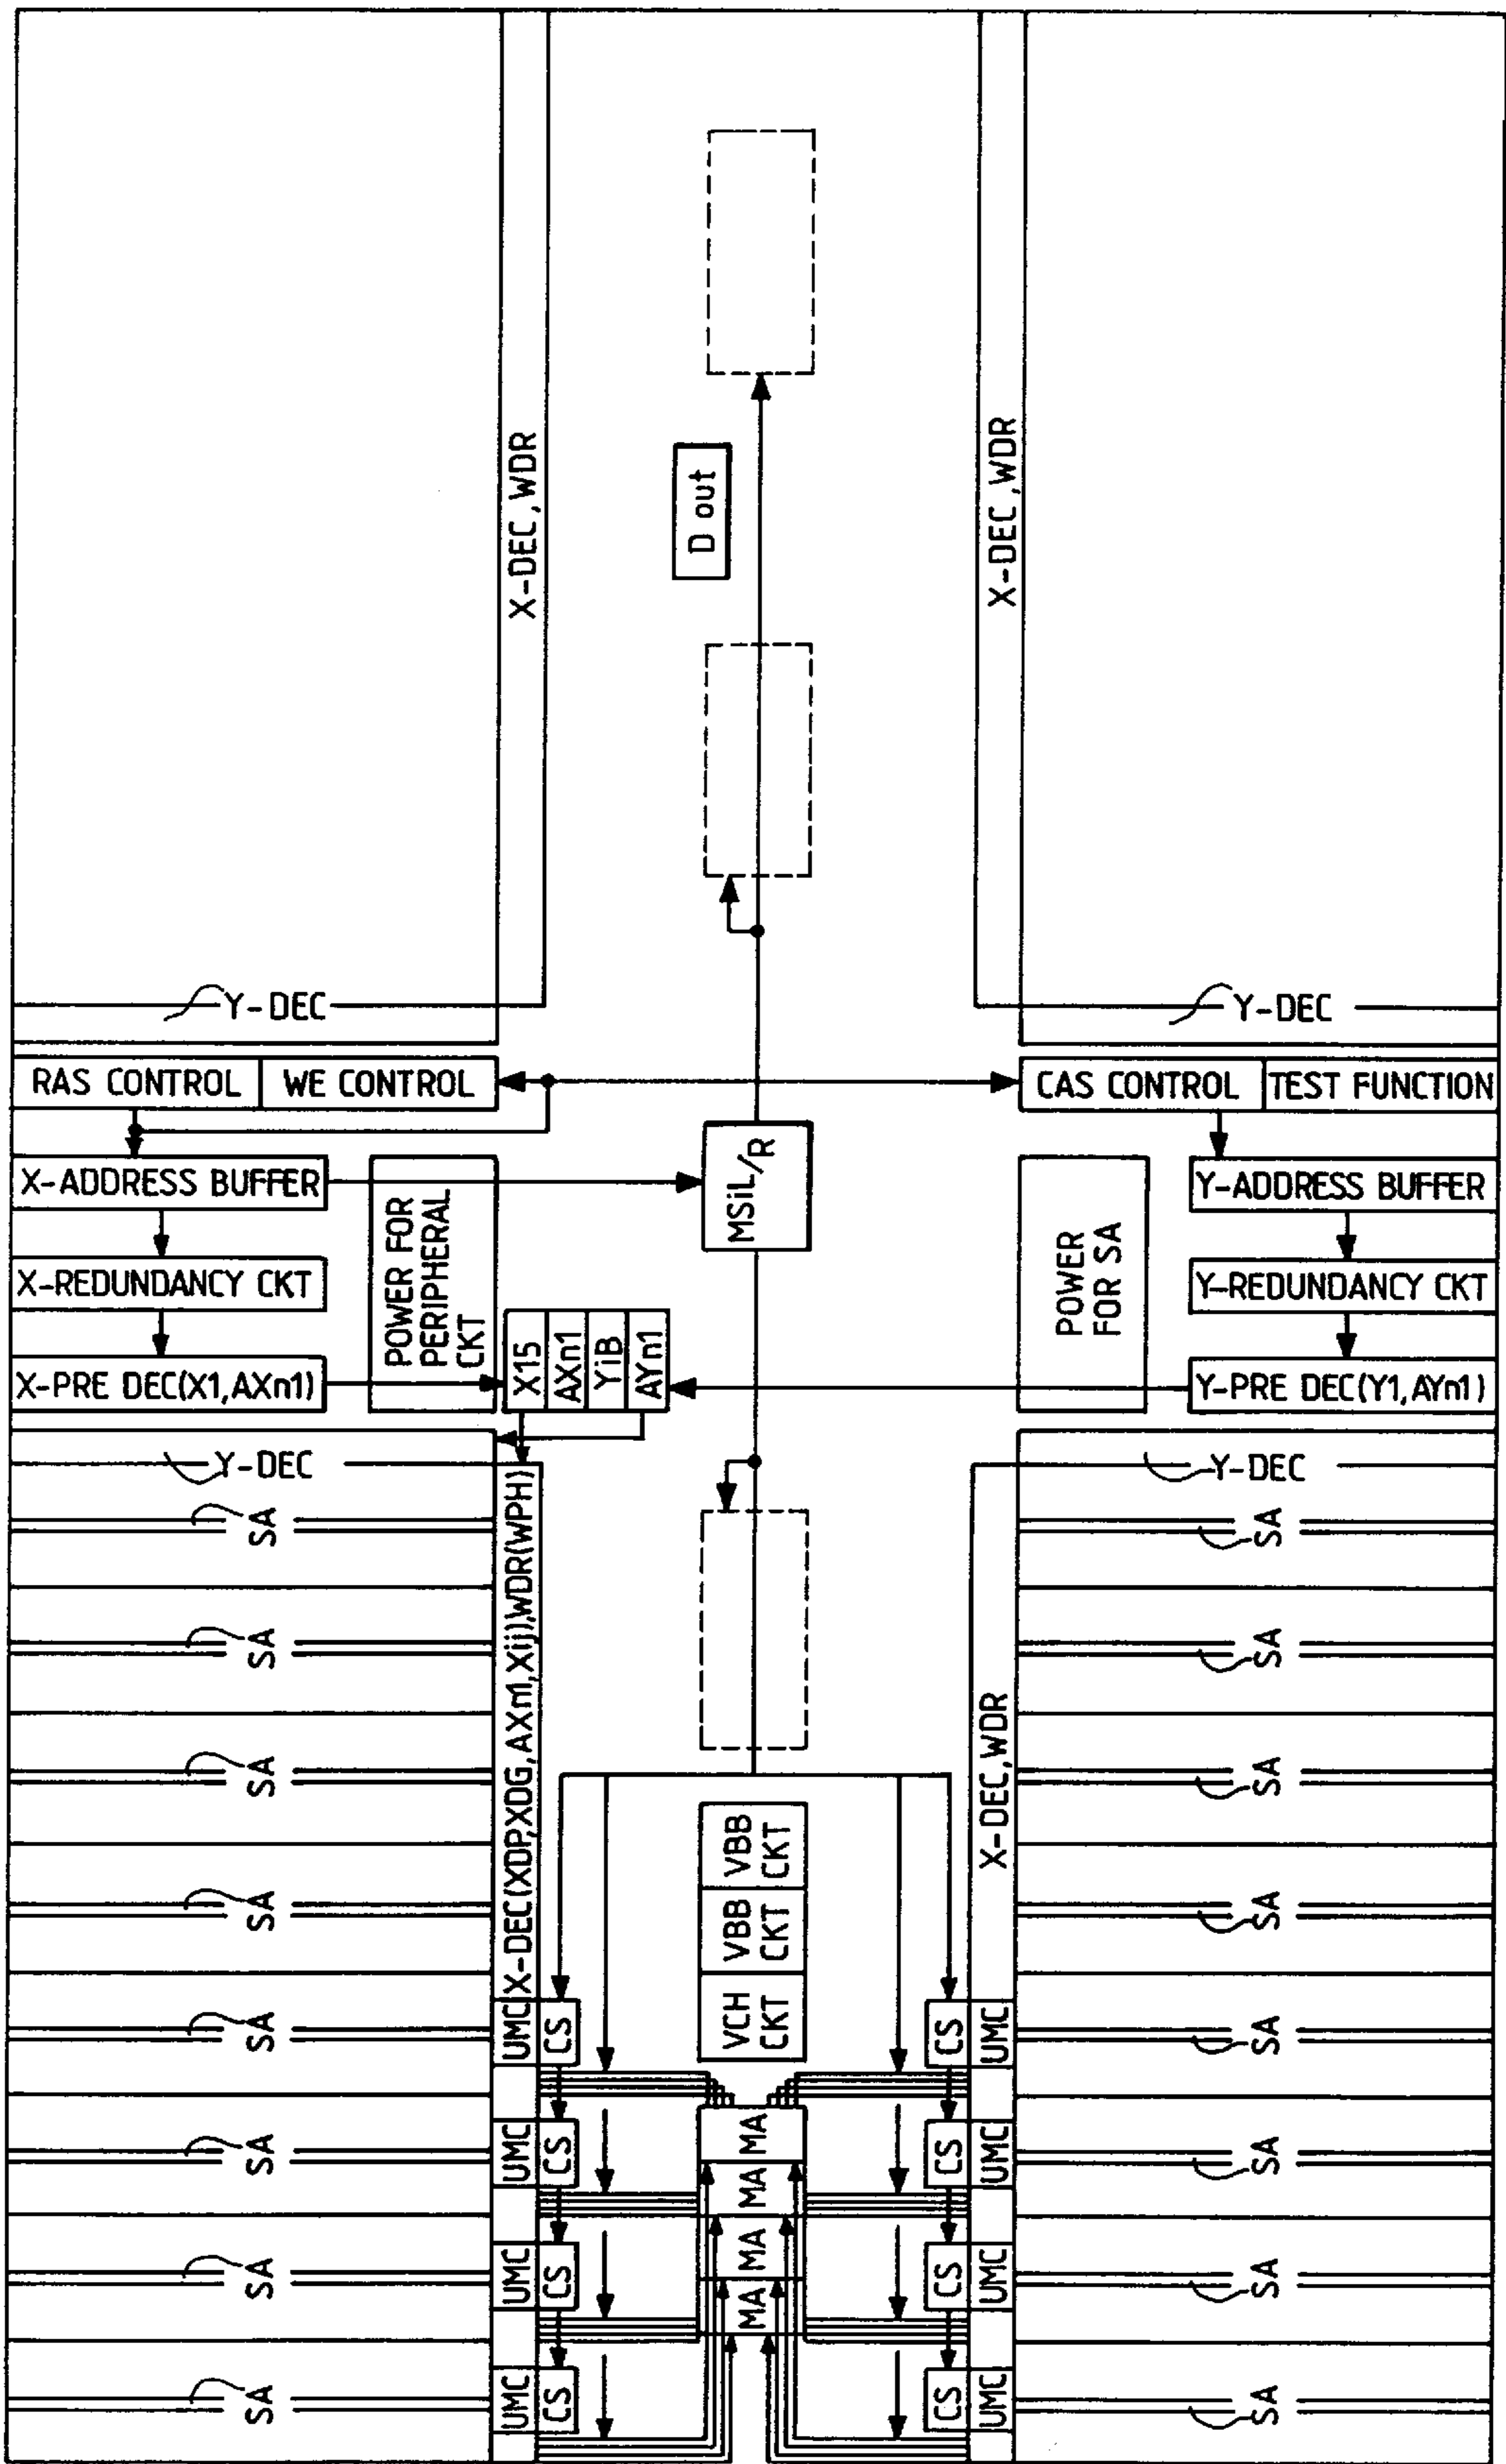 X-DEC,WDR
D out
X-DEC,WDR
Y-DEC
Y-DEC
RAS CONTROL
WE CONTROL
CAS CONTROL
TEST FUNCTION
X-ADDRESS BUFFER
POWER FOR
PERIPHERAL
CKT
MSiL/R
POWER
FOR SA
Y-ADDRESS BUFFER
X-REDUNDANCY CKT
Y-REDUNDANCY CKT
X-PRE DEC(X1,AXn1)
X15
AXn1
YiB
AYn1
Y-PRE DEC(Y1,AYn1)
Y-DEC
Y-DEC
X-DEC(XDP,XDG,AXn1,Xij),WDR(WPH)
X-DEC,WDR
SA
SA
SA
SA
SA
SA
SA
SA
VBB
CKT
VBB
CKT
VCH
CKT
SA
UMC
CS
CS
UMC
SA
SA
UMC
CS
MA
CS
UMC
SA
MA
SA
UMC
CS
MA
CS
UMC
SA
MA
SA
UMC
CS
CS
UMC
SA